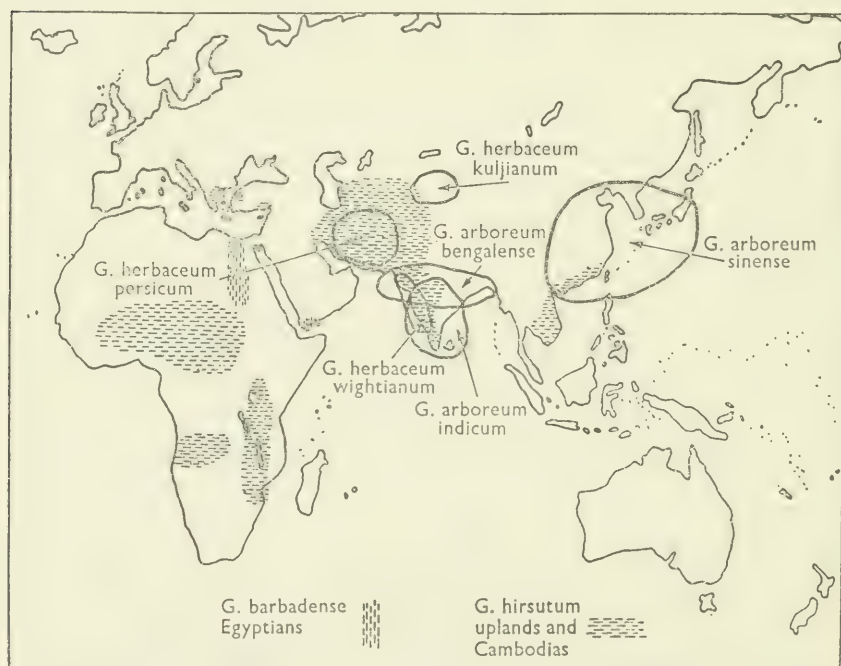 G. herbaceum
kuljianum
G. arboreum
bengalense
G. arboreum
sinense
G. herbaceum
persicum
G. herbaceum
wightianum
G. arboreum
indicum
G. barbadense
Egyptians
G. hirsutum
uplands and
Cambodias